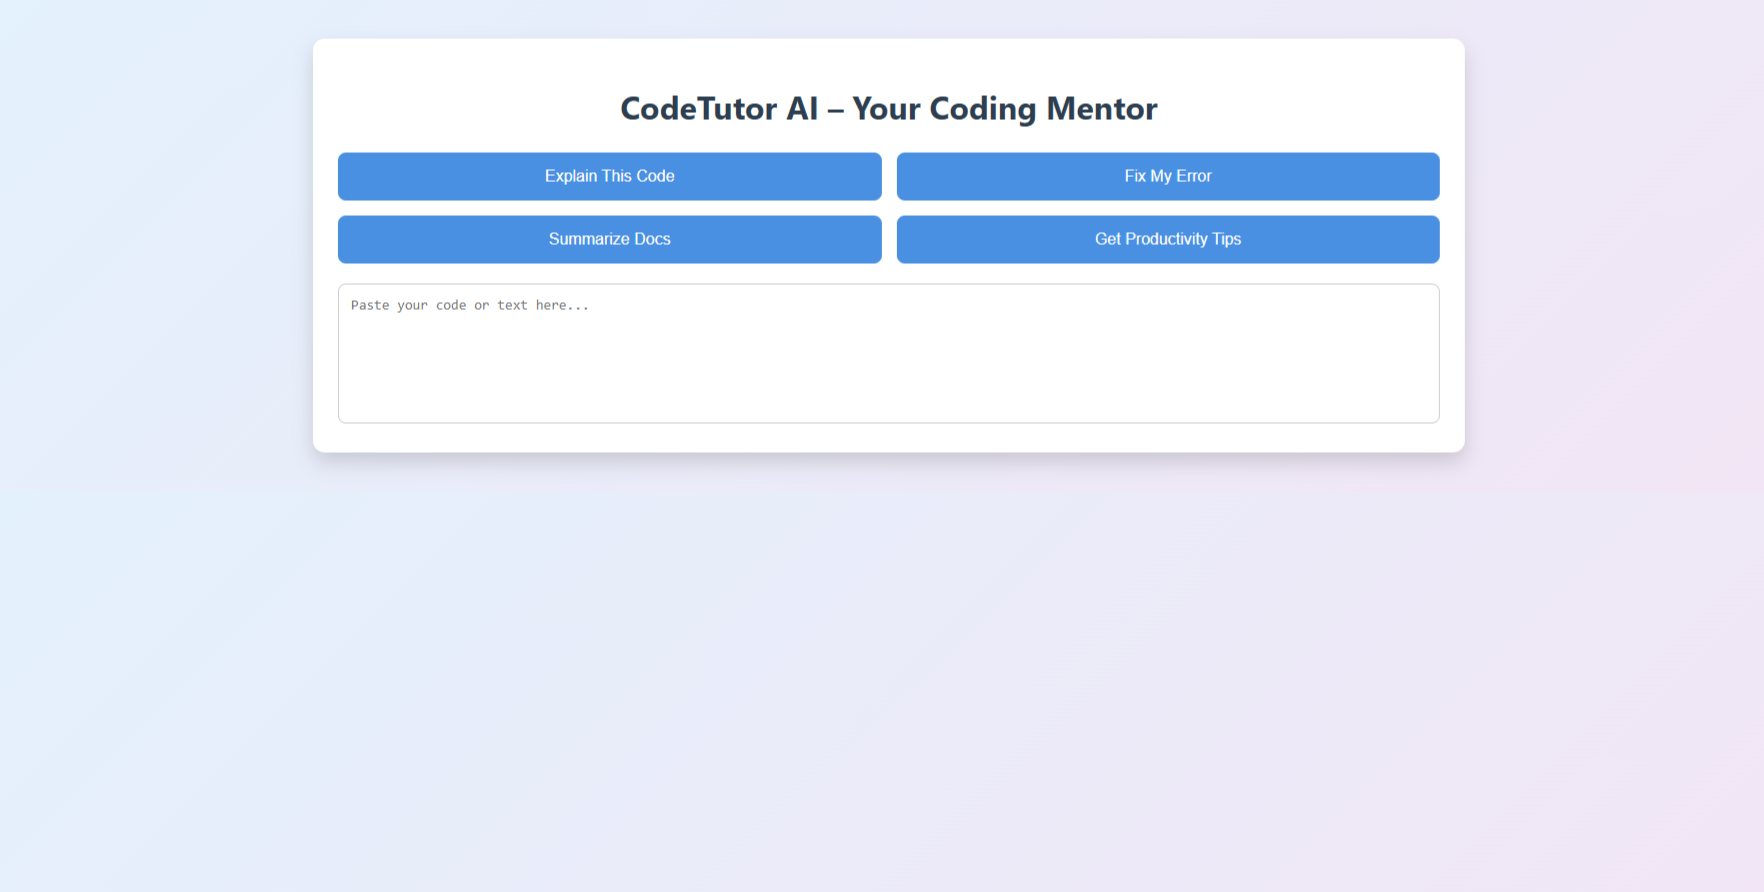 CodeTutor AI – Your Coding Mentor
Explain This Code
Fix My Error
Summarize Docs
Get Productivity Tips
Paste your code or text here...